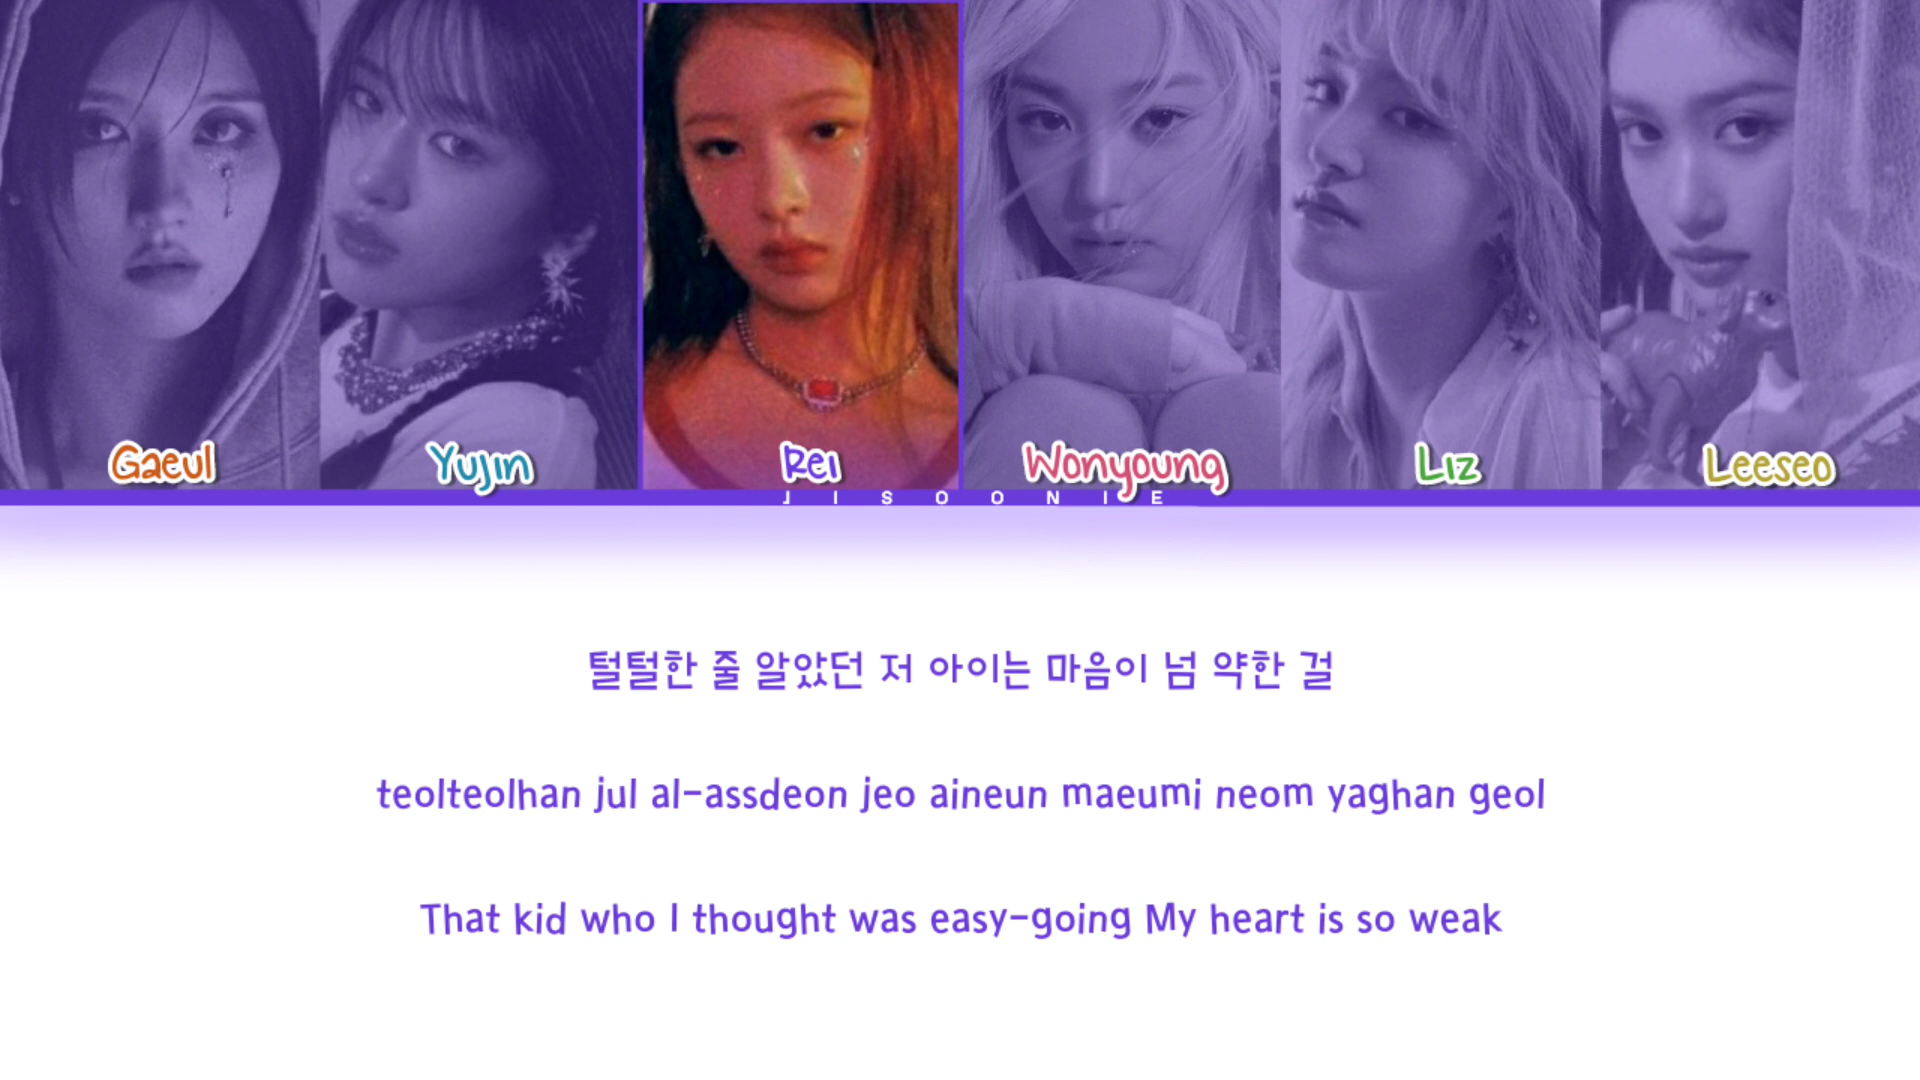 Gaeul Yujin Rei Wonyoung Liz Leeseo
JISOONIE
털털한 줄 알았던 저 아이는 마음이 넘 약한 걸
teolteolhan jul al-assdeon jeo aineun maeumi neom yaghan geol
That kid who I thought was easy-going My heart is so weak